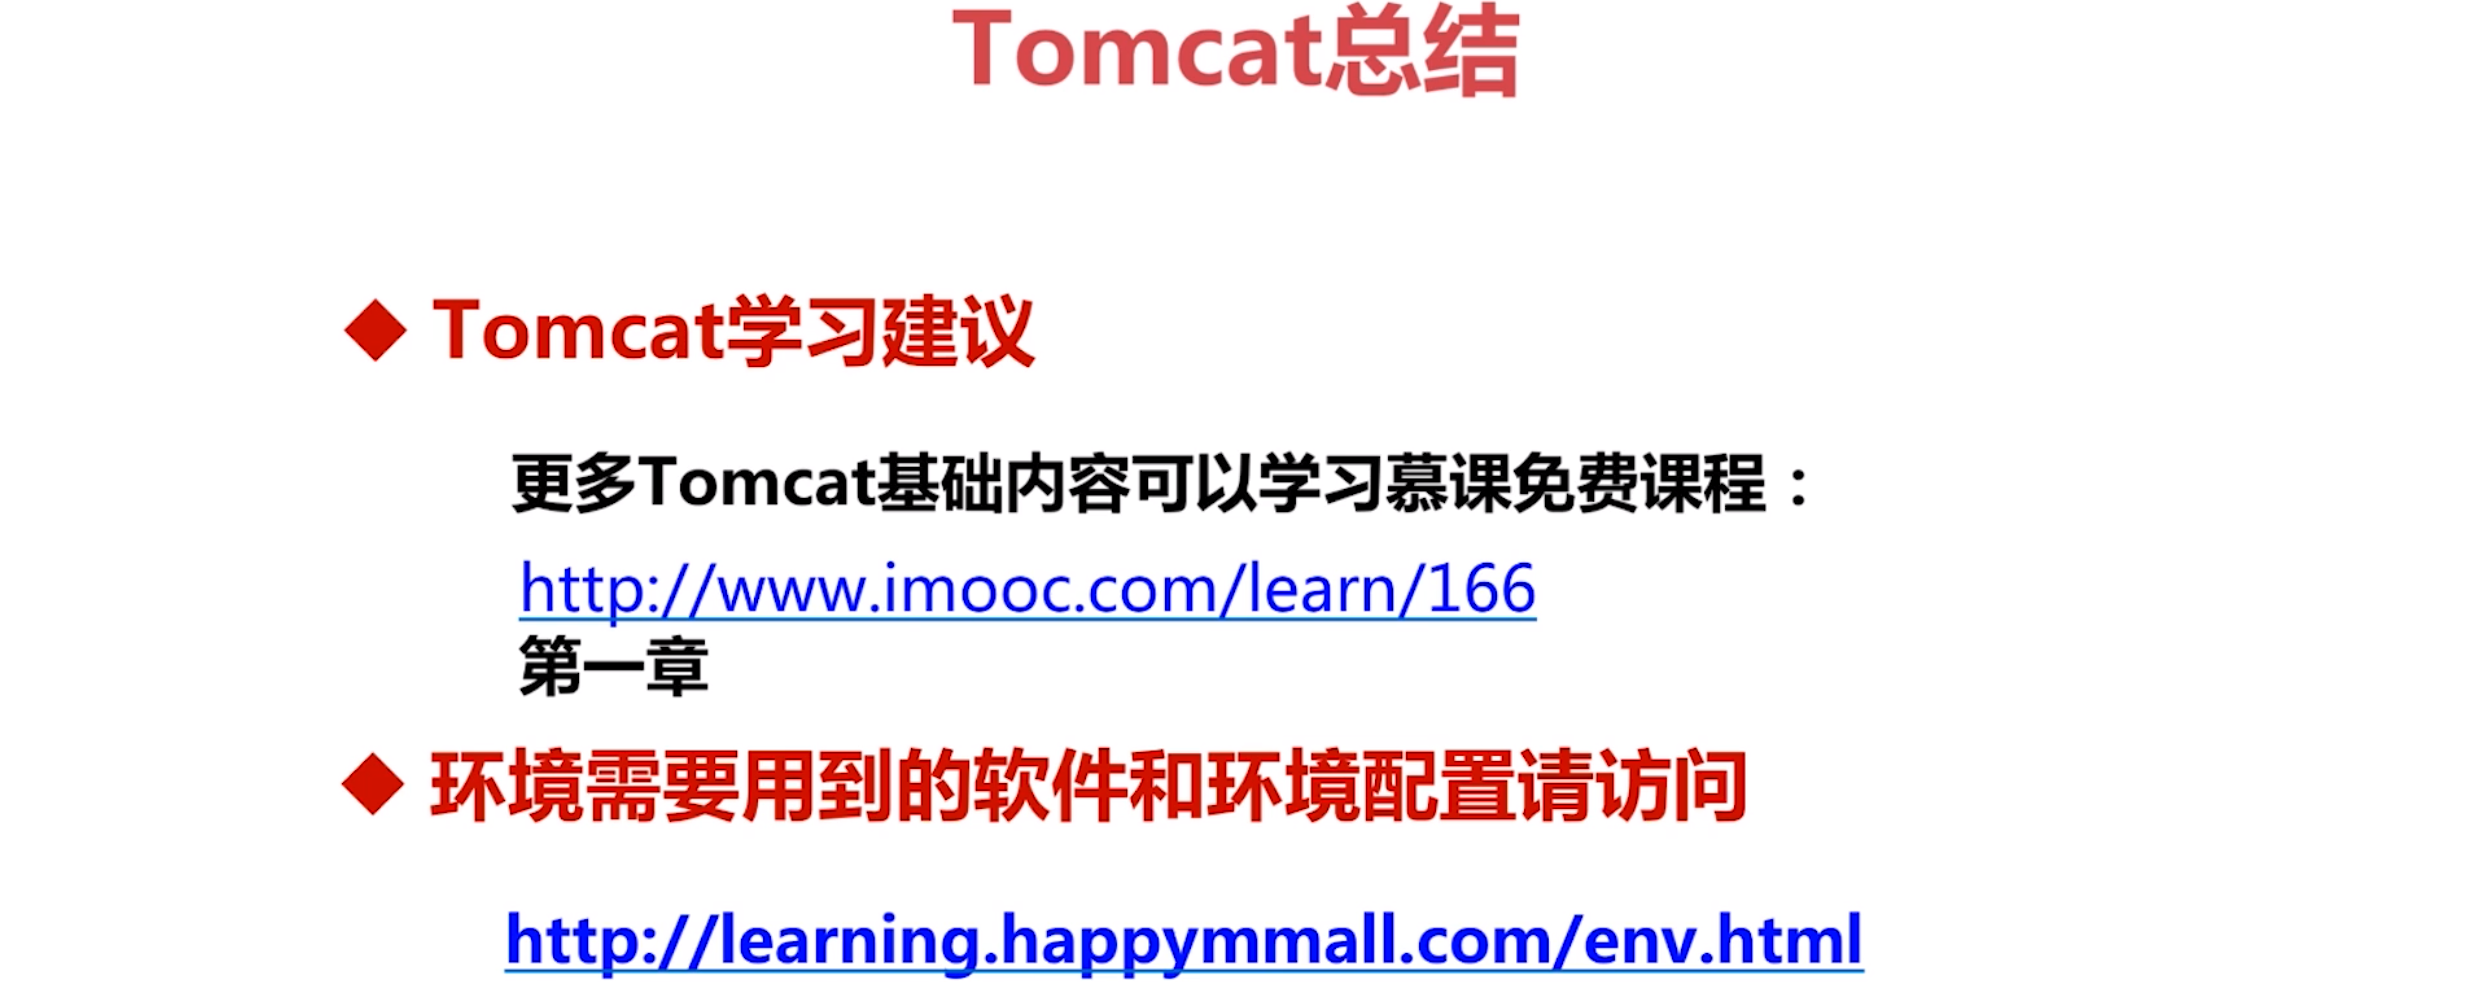 Tomcat总结
◆ Tomcat学习建议
更多Tomcat基础内容可以学习慕课免费课程：
http://www.imooc.com/learn/166
第一章
◆ 环境需要用到的软件和环境配置请访问
http://learning.happymmall.com/env.html